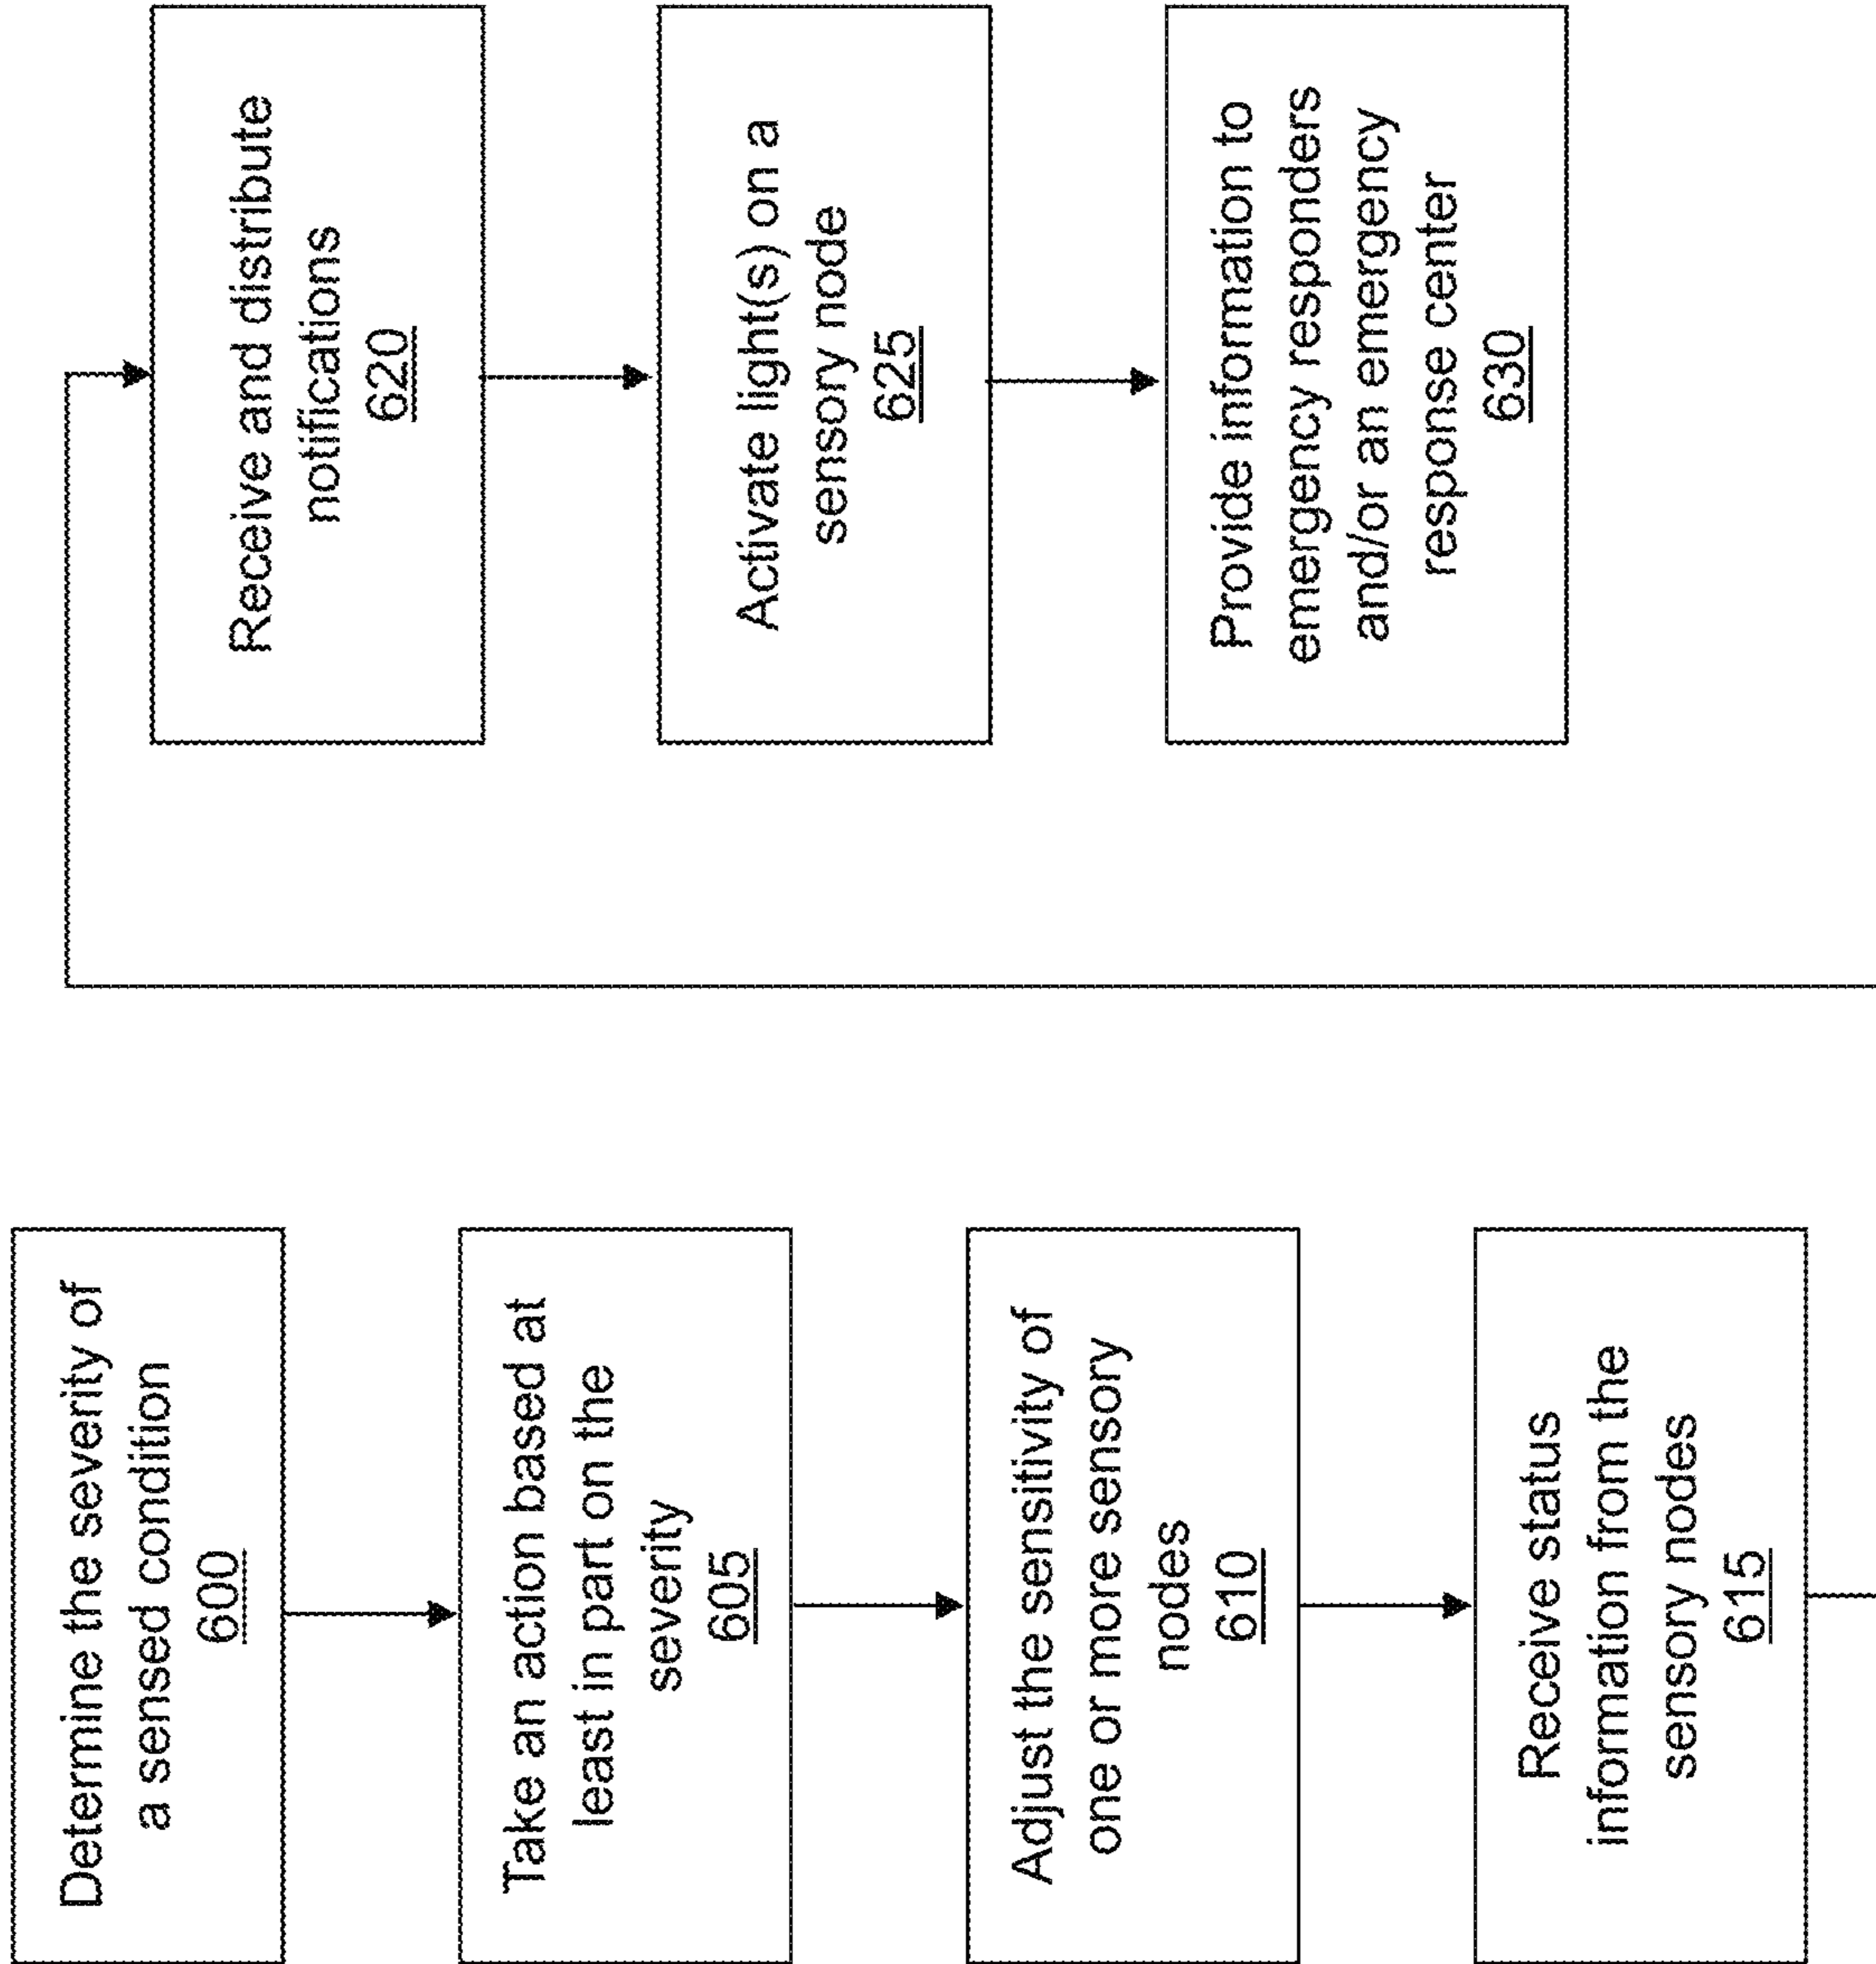 Determine the severity of
a sensed condition
600
Take an action based at
least in part on the
severity
605
Adjust the sensitivity of
one or more sensory
nodes
610
Receive status
information from the
sensory nodes
615
Receive and distribute
notifications
620
Activate light(s) on a
sensory node
625
Provide information to
emergency responders
and/or an emergency
response center
630